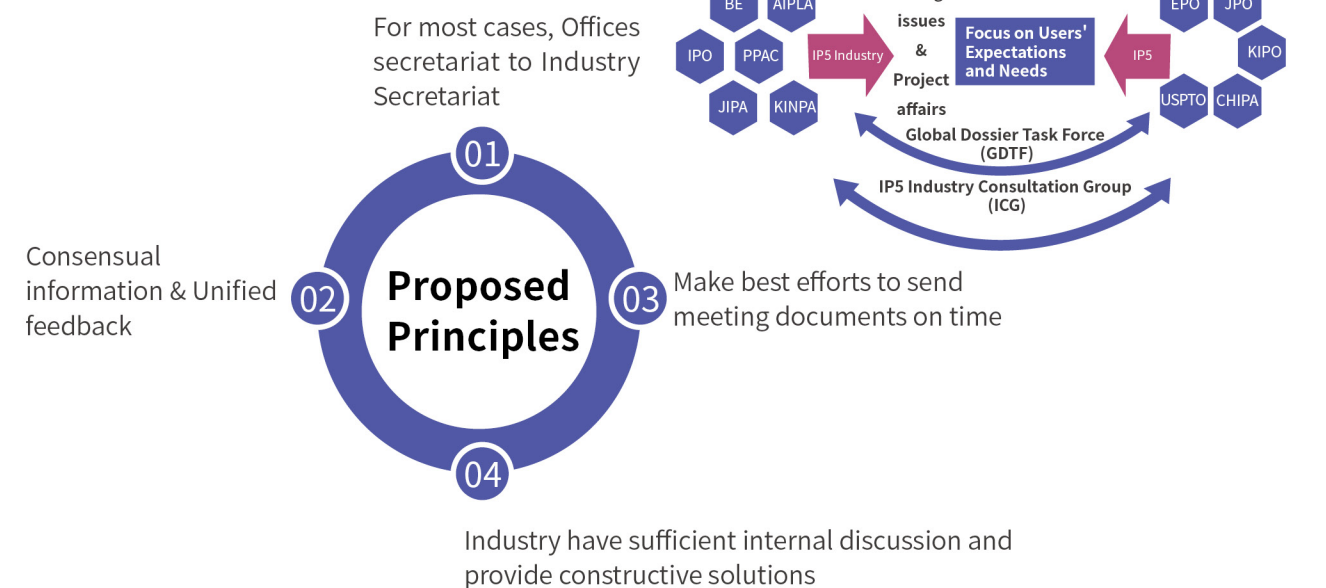 For most cases, Offices
secretariat to Industry
Secretariat
01
Consensual
information & Unified
feedback
02
Proposed
Principles
03
Make best efforts to send
meeting documents on time
04
Industry have sufficient internal discussion and
provide constructive solutions
BE
AIPLA
IPO
PPAC
JIPA
KINPA
IP5 Industry
issues
&
Project
affairs
Focus on Users'
Expectations
and Needs
IP5
EPO
JPO
KIPO
USPTO
CHIPA
Global Dossier Task Force
(GDTF)
IP5 Industry Consultation Group
(ICG)